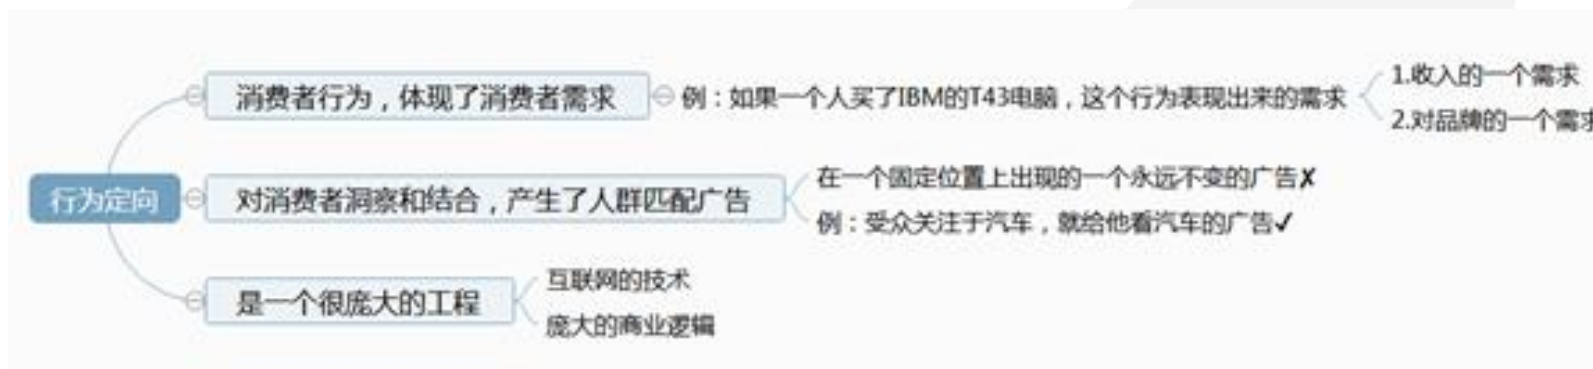 消费者行为，体现了消费者需求
例：如果一个人买了IBM的T43电脑，这个行为表现出来的需求
1.收入的一个需求
2.对品牌的一个需求
行为定向
对消费者洞察和结合，产生了人群匹配广告
在一个固定位置上出现的一个永远不变的广告✘
例：受众关注于汽车，就给他看汽车的广告✔
是一个很庞大的工程
互联网的技术
庞大的商业逻辑